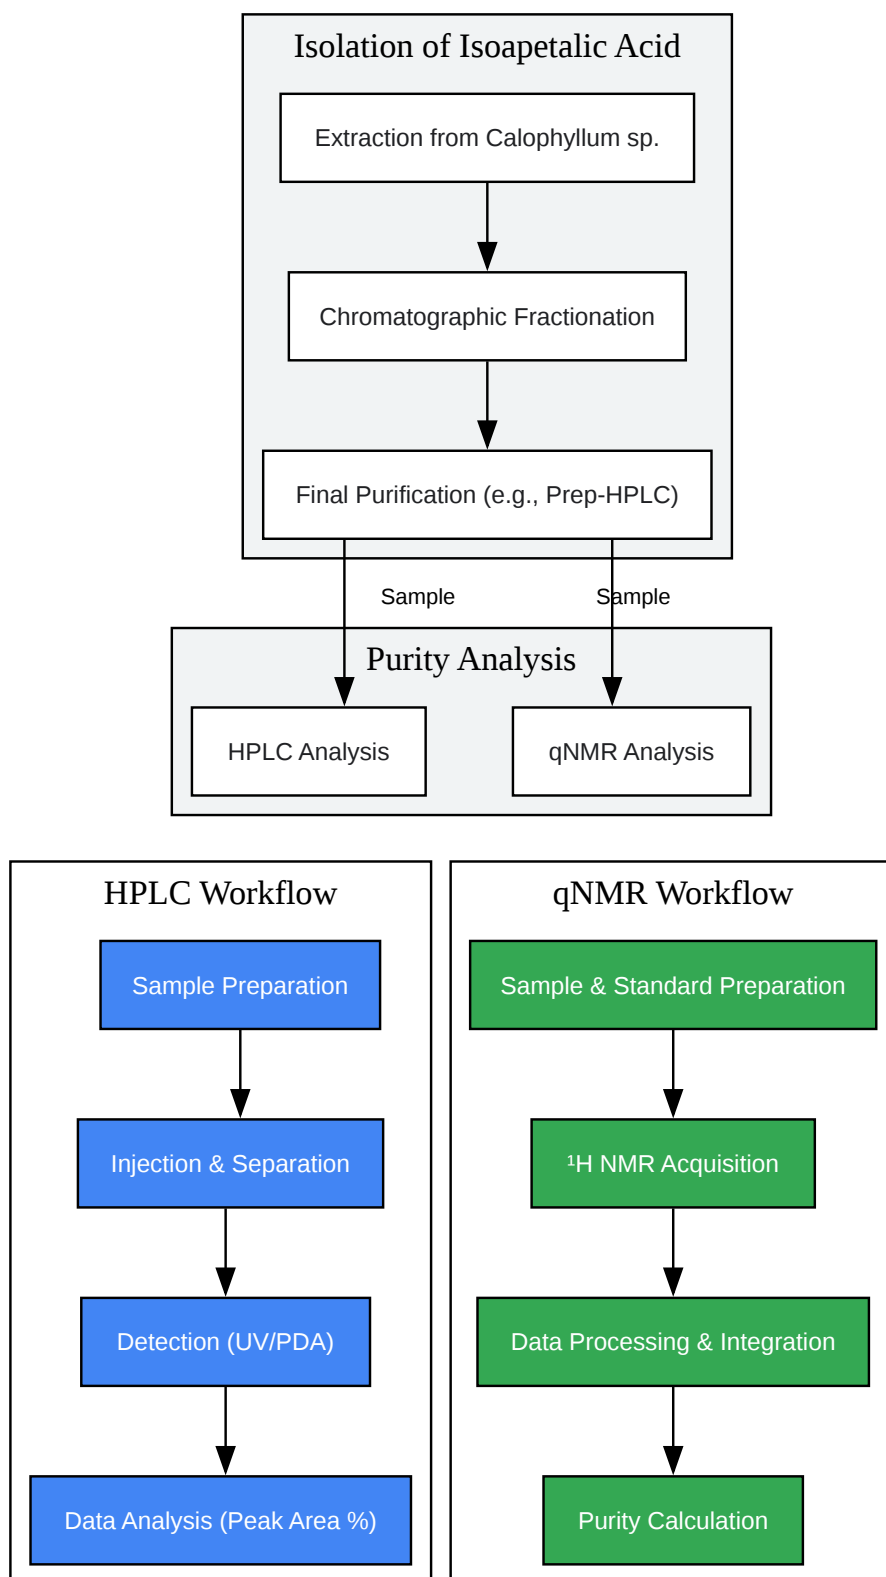 Isolation of Isoapetalic Acid
Extraction from Calophyllum sp.
Chromatographic Fractionation
Final Purification (e.g., Prep-HPLC)
Sample
Sample
Purity Analysis
HPLC Analysis
qNMR Analysis
HPLC Workflow
Sample Preparation
Injection & Separation
Detection (UV/PDA)
Data Analysis (Peak Area %)
qNMR Workflow
Sample & Standard Preparation
¹H NMR Acquisition
Data Processing & Integration
Purity Calculation